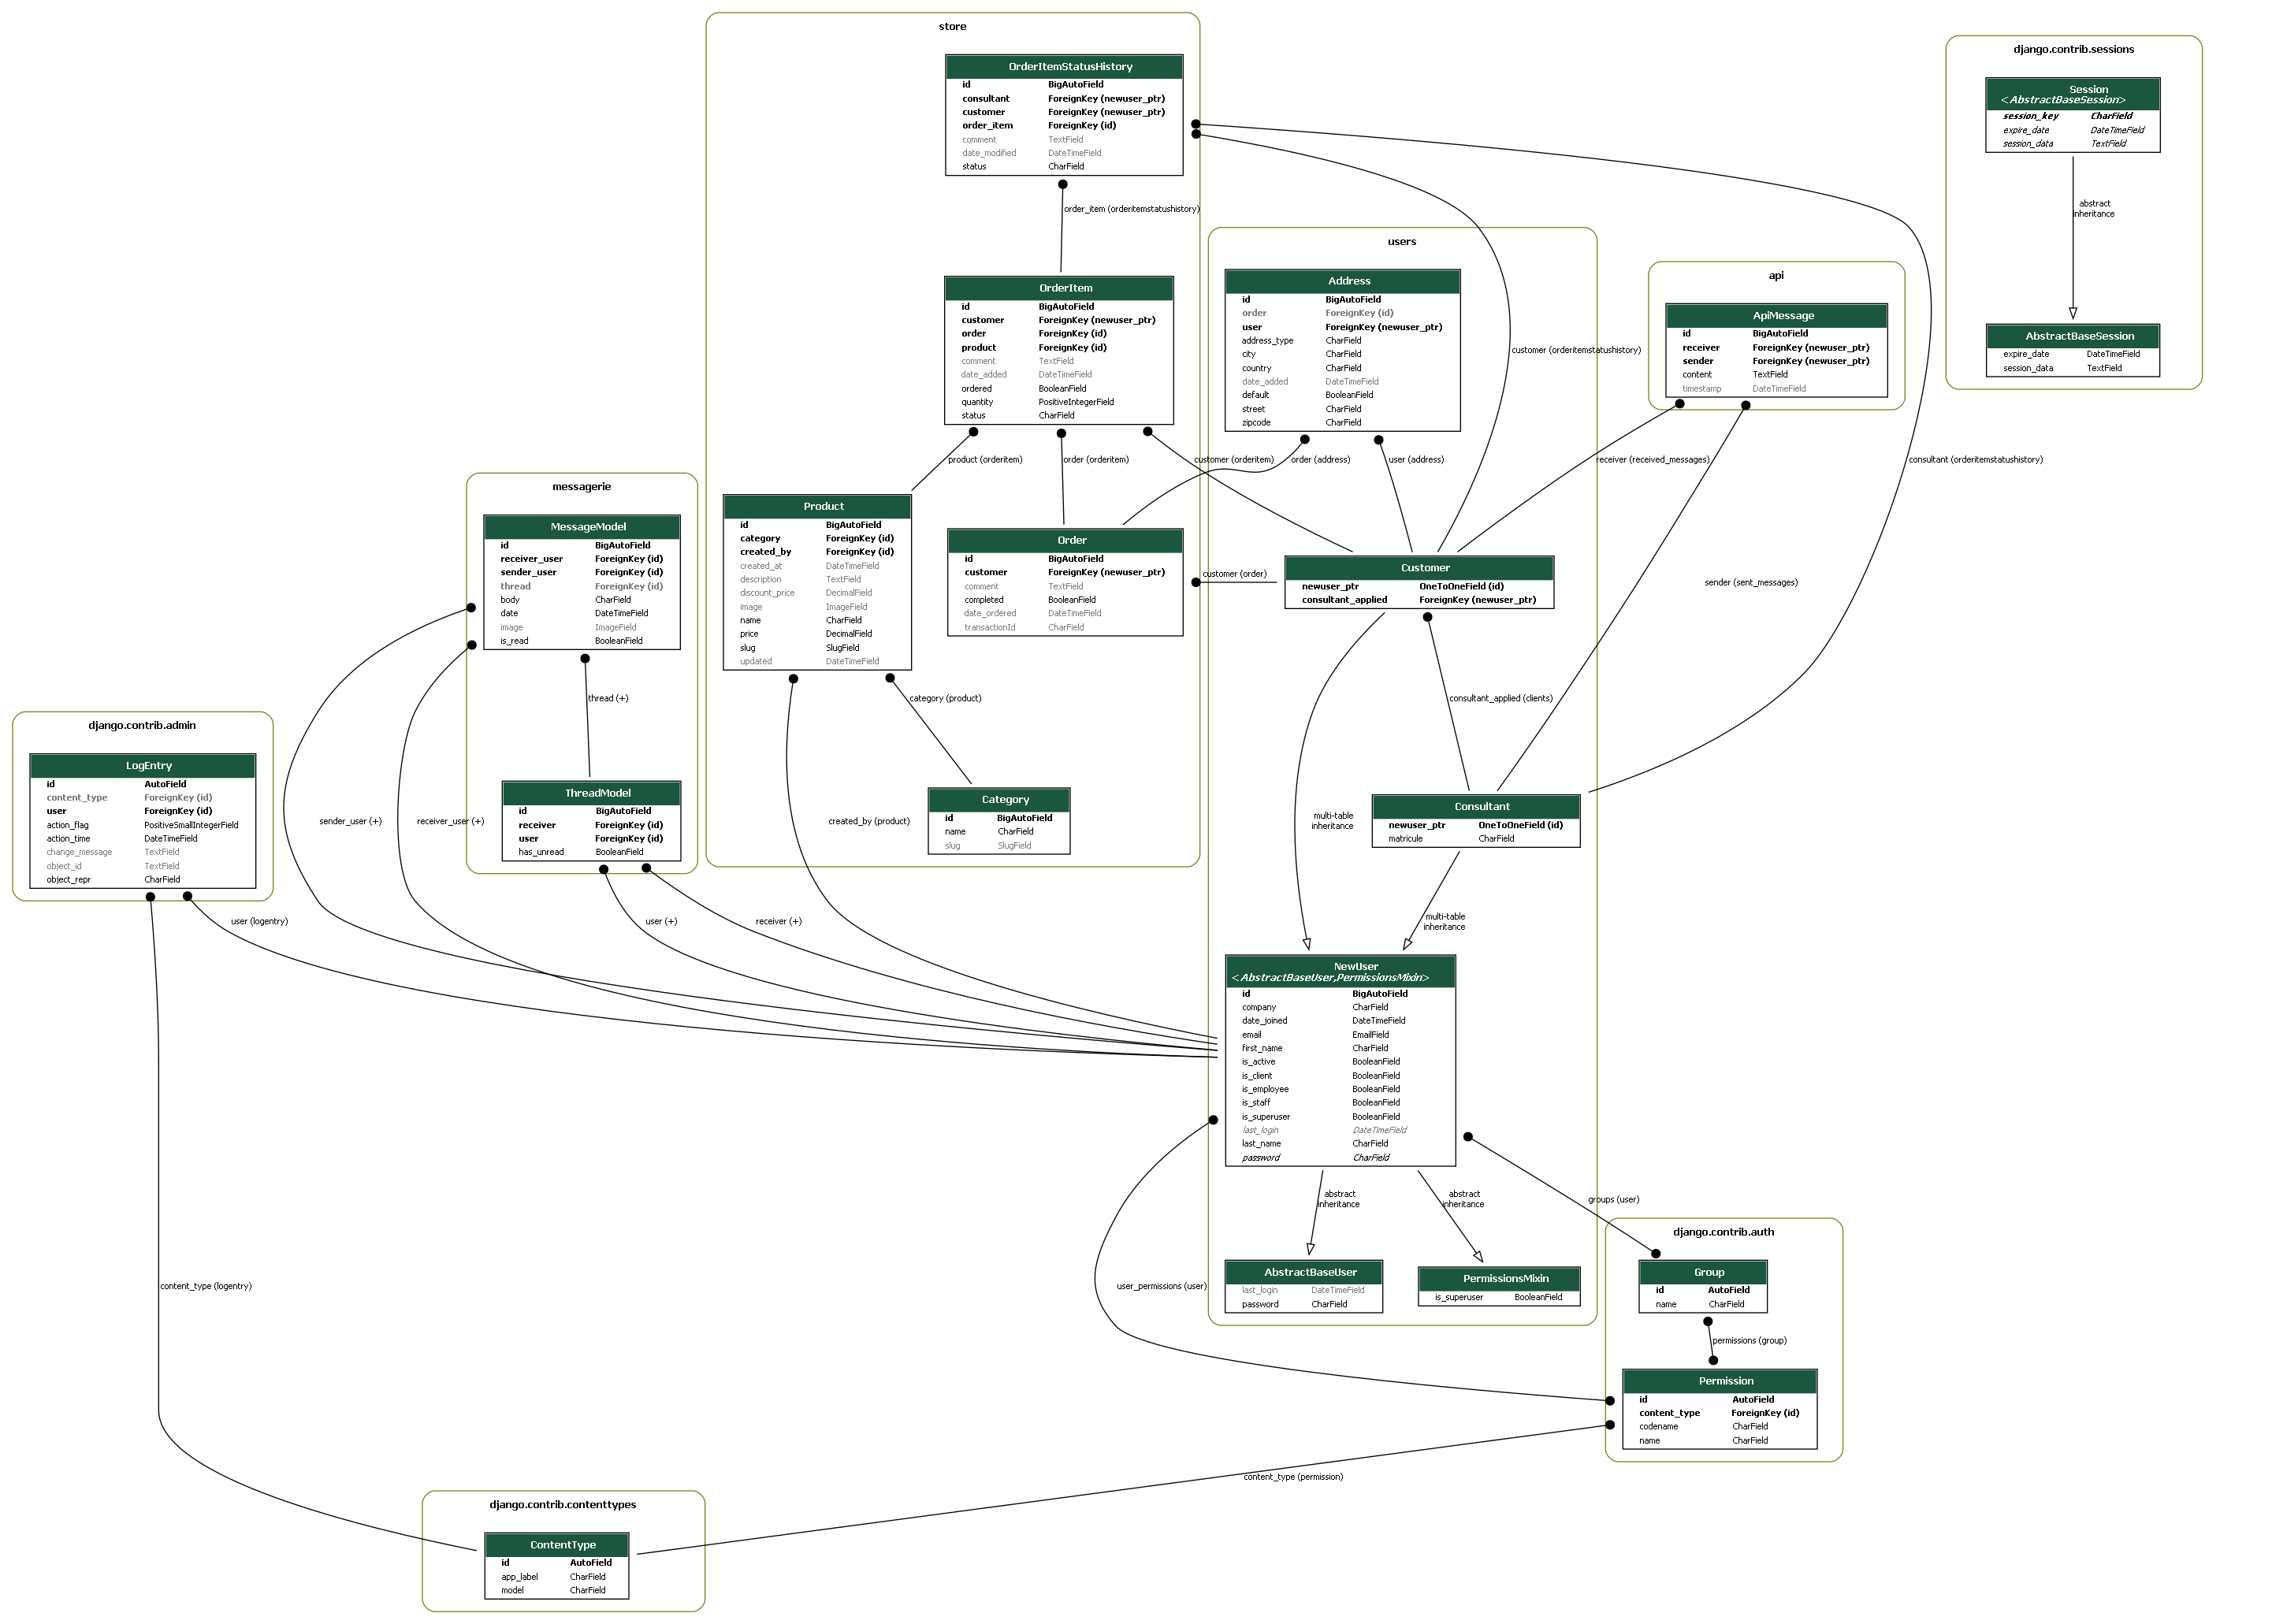 store
OrderItemStatusHistory
id BigAutoField
consultant ForeignKey (newuser_ptr)
customer ForeignKey (newuser_ptr)
order_item ForeignKey (id)
comment TextField
date_modified DateTimeField
status CharField
order_item (orderitemstatushistory)
OrderItem
id BigAutoField
customer ForeignKey (newuser_ptr)
order ForeignKey (id)
product ForeignKey (id)
comment TextField
date_added DateTimeField
ordered BooleanField
quantity PositiveIntegerField
status CharField
product (orderitem)
order (orderitem)
customer (orderitem)
Product
id BigAutoField
category ForeignKey (id)
created_by ForeignKey (id)
created_at DateTimeField
description TextField
discount_price DecimalField
image ImageField
name CharField
price DecimalField
slug SlugField
updated DateTimeField
Order
id BigAutoField
customer ForeignKey (newuser_ptr)
comment TextField
completed BooleanField
date_ordered DateTimeField
transactionId CharField
customer (order)
category (product)
created_by (product)
Category
id BigAutoField
name CharField
slug SlugField
users
Address
id BigAutoField
order ForeignKey (id)
user ForeignKey (newuser_ptr)
address_type CharField
city CharField
country CharField
date_added DateTimeField
default BooleanField
street CharField
zipcode CharField
order (address)
user (address)
customer (orderitemstatushistory)
Customer
newuser_ptr OneToOneField (id)
consultant_applied ForeignKey (newuser_ptr)
consultant_applied (clients)
multi-table
inheritance
Consultant
newuser_ptr OneToOneField (id)
matricule CharField
multi-table
inheritance
NewUser
<AbstractBaseUser,PermissionsMixin>
id BigAutoField
company CharField
date_joined DateTimeField
email EmailField
first_name CharField
is_active BooleanField
is_client BooleanField
is_employee BooleanField
is_staff BooleanField
is_superuser BooleanField
last_login DateTimeField
last_name CharField
password CharField
abstract
inheritance
abstract
inheritance
AbstractBaseUser
last_login DateTimeField
password CharField
PermissionsMixin
is_superuser BooleanField
api
ApiMessage
id BigAutoField
receiver ForeignKey (newuser_ptr)
sender ForeignKey (newuser_ptr)
content TextField
timestamp DateTimeField
receiver (received_messages)
sender (sent_messages)
consultant (orderitemstatushistory)
django.contrib.sessions
Session
<AbstractBaseSession>
session_key CharField
expire_date DateTimeField
session_data TextField
abstract
inheritance
AbstractBaseSession
expire_date DateTimeField
session_data TextField
messagerie
MessageModel
id BigAutoField
receiver_user ForeignKey (id)
sender_user ForeignKey (id)
thread ForeignKey (id)
body CharField
date DateTimeField
image ImageField
is_read BooleanField
thread (+)
ThreadModel
id BigAutoField
receiver ForeignKey (id)
user ForeignKey (id)
has_unread BooleanField
sender_user (+)
receiver_user (+)
user (+)
receiver (+)
django.contrib.admin
LogEntry
id AutoField
content_type ForeignKey (id)
user ForeignKey (id)
action_flag PositiveSmallIntegerField
action_time DateTimeField
change_message TextField
object_id TextField
object_repr CharField
user (logentry)
content_type (logentry)
user_permissions (user)
groups (user)
django.contrib.auth
Group
id AutoField
name CharField
permissions (group)
Permission
id AutoField
content_type ForeignKey (id)
codename CharField
name CharField
content_type (permission)
django.contrib.contenttypes
ContentType
id AutoField
app_label CharField
model CharField